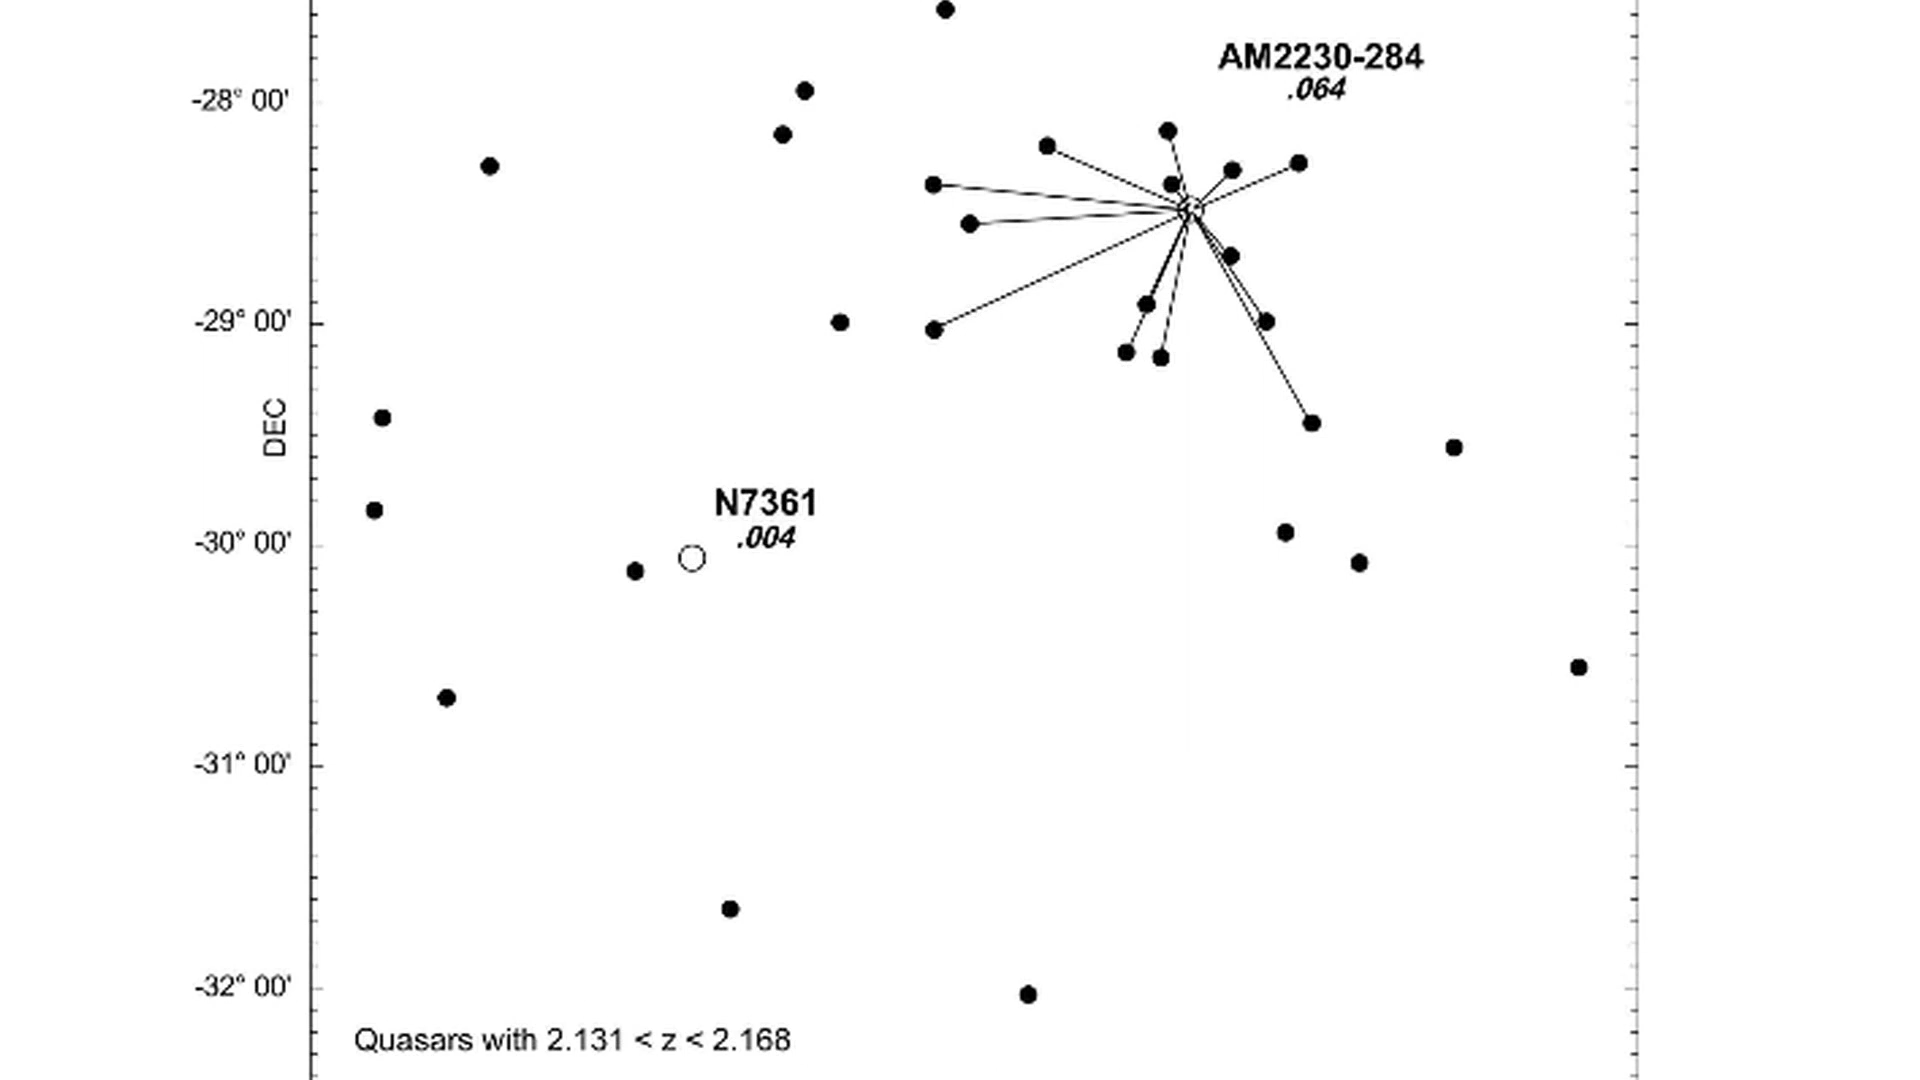 AM2230-284
.064
-28° 00'
-29° 00'
DEC
N7361
.004
-30° 00'
-31° 00'
-32° 00'
Quasars with 2.131 < z < 2.168